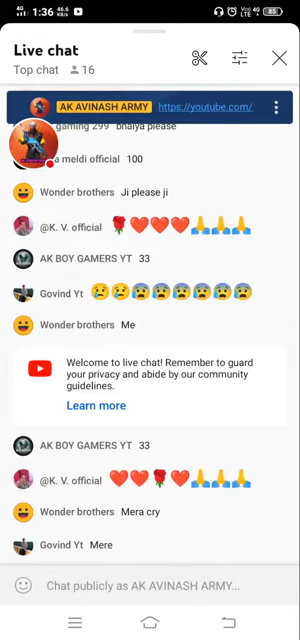 4G 1:36 46.6 KB/s VoO LTE 4G 85
Live chat
Top chat 16
AK AVINASH ARMY https://youtube.com/
gaming 299 bhaiya please
a meldi official 100
Wonder brothers Ji please ji
@K. V. official 🌹❤️❤️❤️🙏🙏🙏
AK BOY GAMERS YT 33
Govind Yt 😢😢😰😰😰😰😰😰
Wonder brothers Me
Welcome to live chat! Remember to guard
your privacy and abide by our community
guidelines.
Learn more
AK BOY GAMERS YT 33
@K. V. official ❤️❤️🌹❤️🙏🙏🙏
Wonder brothers Mera cry
Govind Yt Mere
Chat publicly as AK AVINASH ARMY...